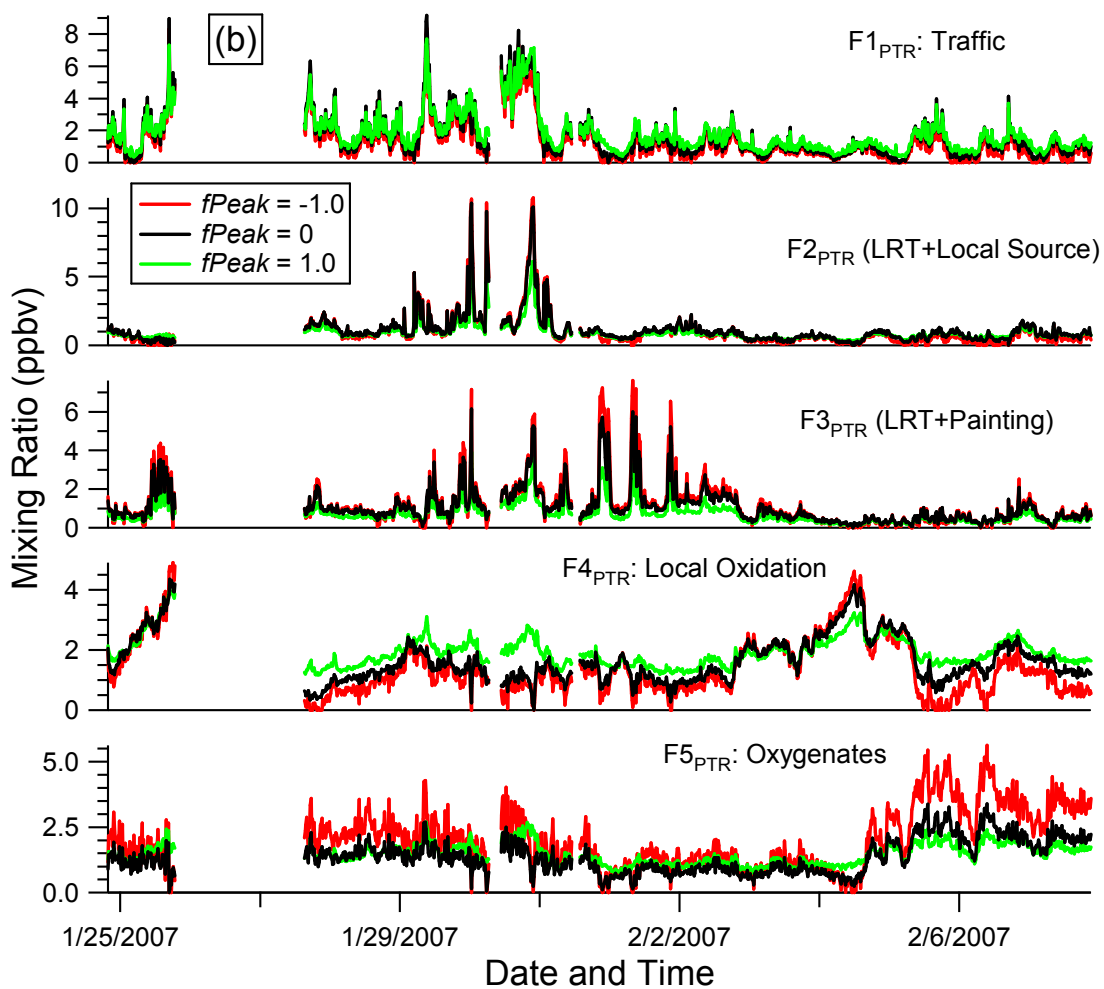 (b)
F1PTR: Traffic
8
6
4
2
0
fPeak = -1.0
fPeak = 0
fPeak = 1.0
F2PTR (LRT+Local Source)
10
5
0
F3PTR (LRT+Painting)
6
4
2
0
F4PTR: Local Oxidation
4
2
0
F5PTR: Oxygenates
5.0
2.5
0.0
Mixing Ratio (ppbv)
1/25/2007 1/29/2007 2/2/2007 2/6/2007
Date and Time